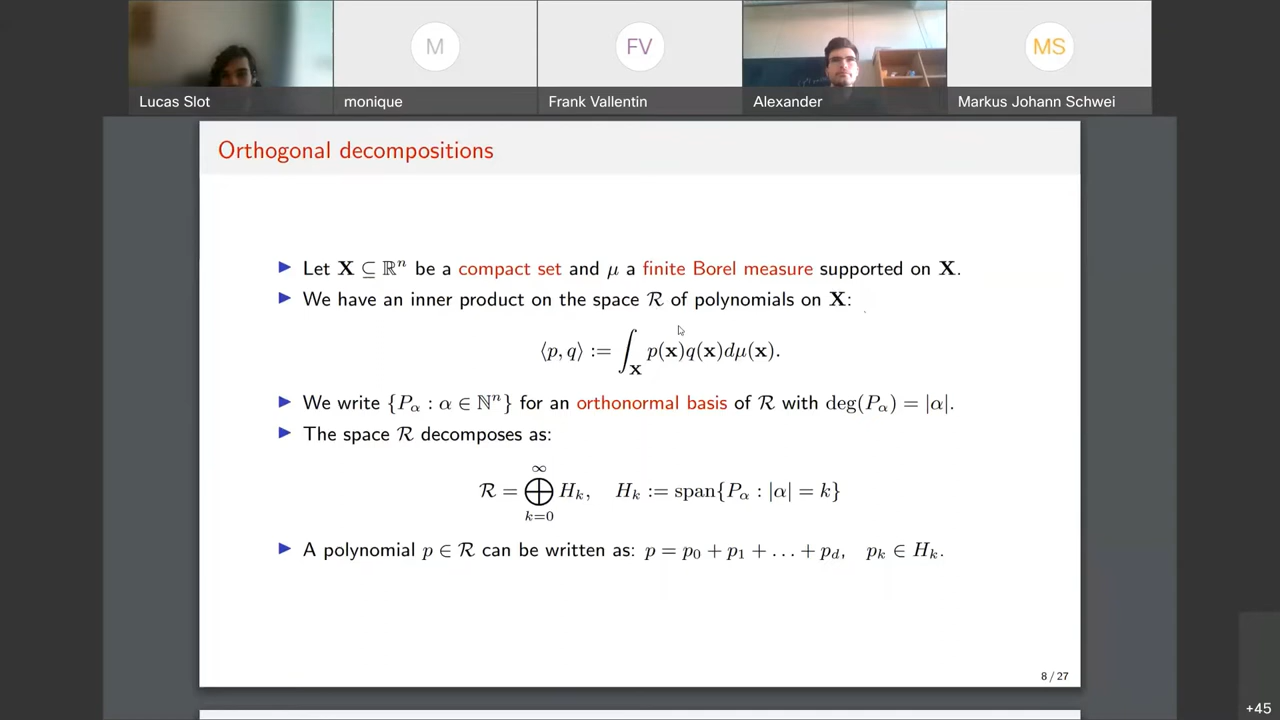 M
FV
MS
Lucas Slot
monique
Frank Vallentin
Alexander
Markus Johann Schwei
Orthogonal decompositions
▶ Let X ⊆ ℝⁿ be a compact set and μ a finite Borel measure supported on X.
▶ We have an inner product on the space ℛ of polynomials on X:
⟨p, q⟩ := ∫_X p(x)q(x)dμ(x).
▶ We write {P_α : α ∈ ℕⁿ} for an orthonormal basis of ℛ with deg(P_α) = |α|.
▶ The space ℛ decomposes as:
ℛ = ⨁_{k=0}^{∞} H_k, H_k := span{P_α : |α| = k}
▶ A polynomial p ∈ ℛ can be written as: p = p₀ + p₁ + … + p_d, p_k ∈ H_k.
8 / 27
+45